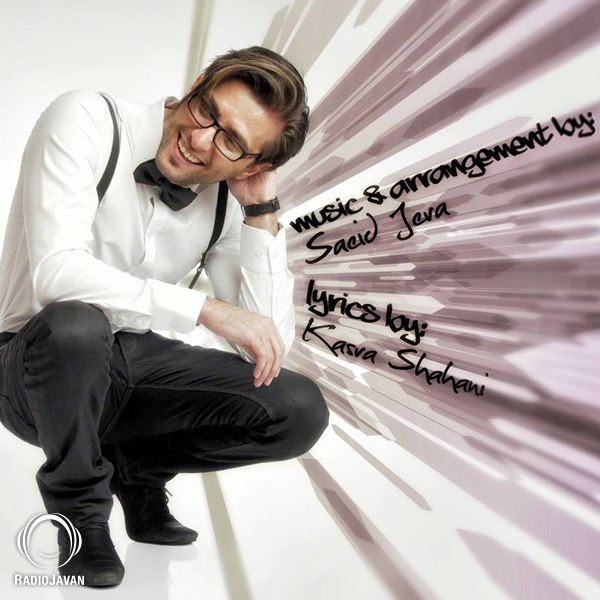 music & arrangement by:
Saeid Jeva
lyrics by:
Kasra Shahani
RADIOJAVAN